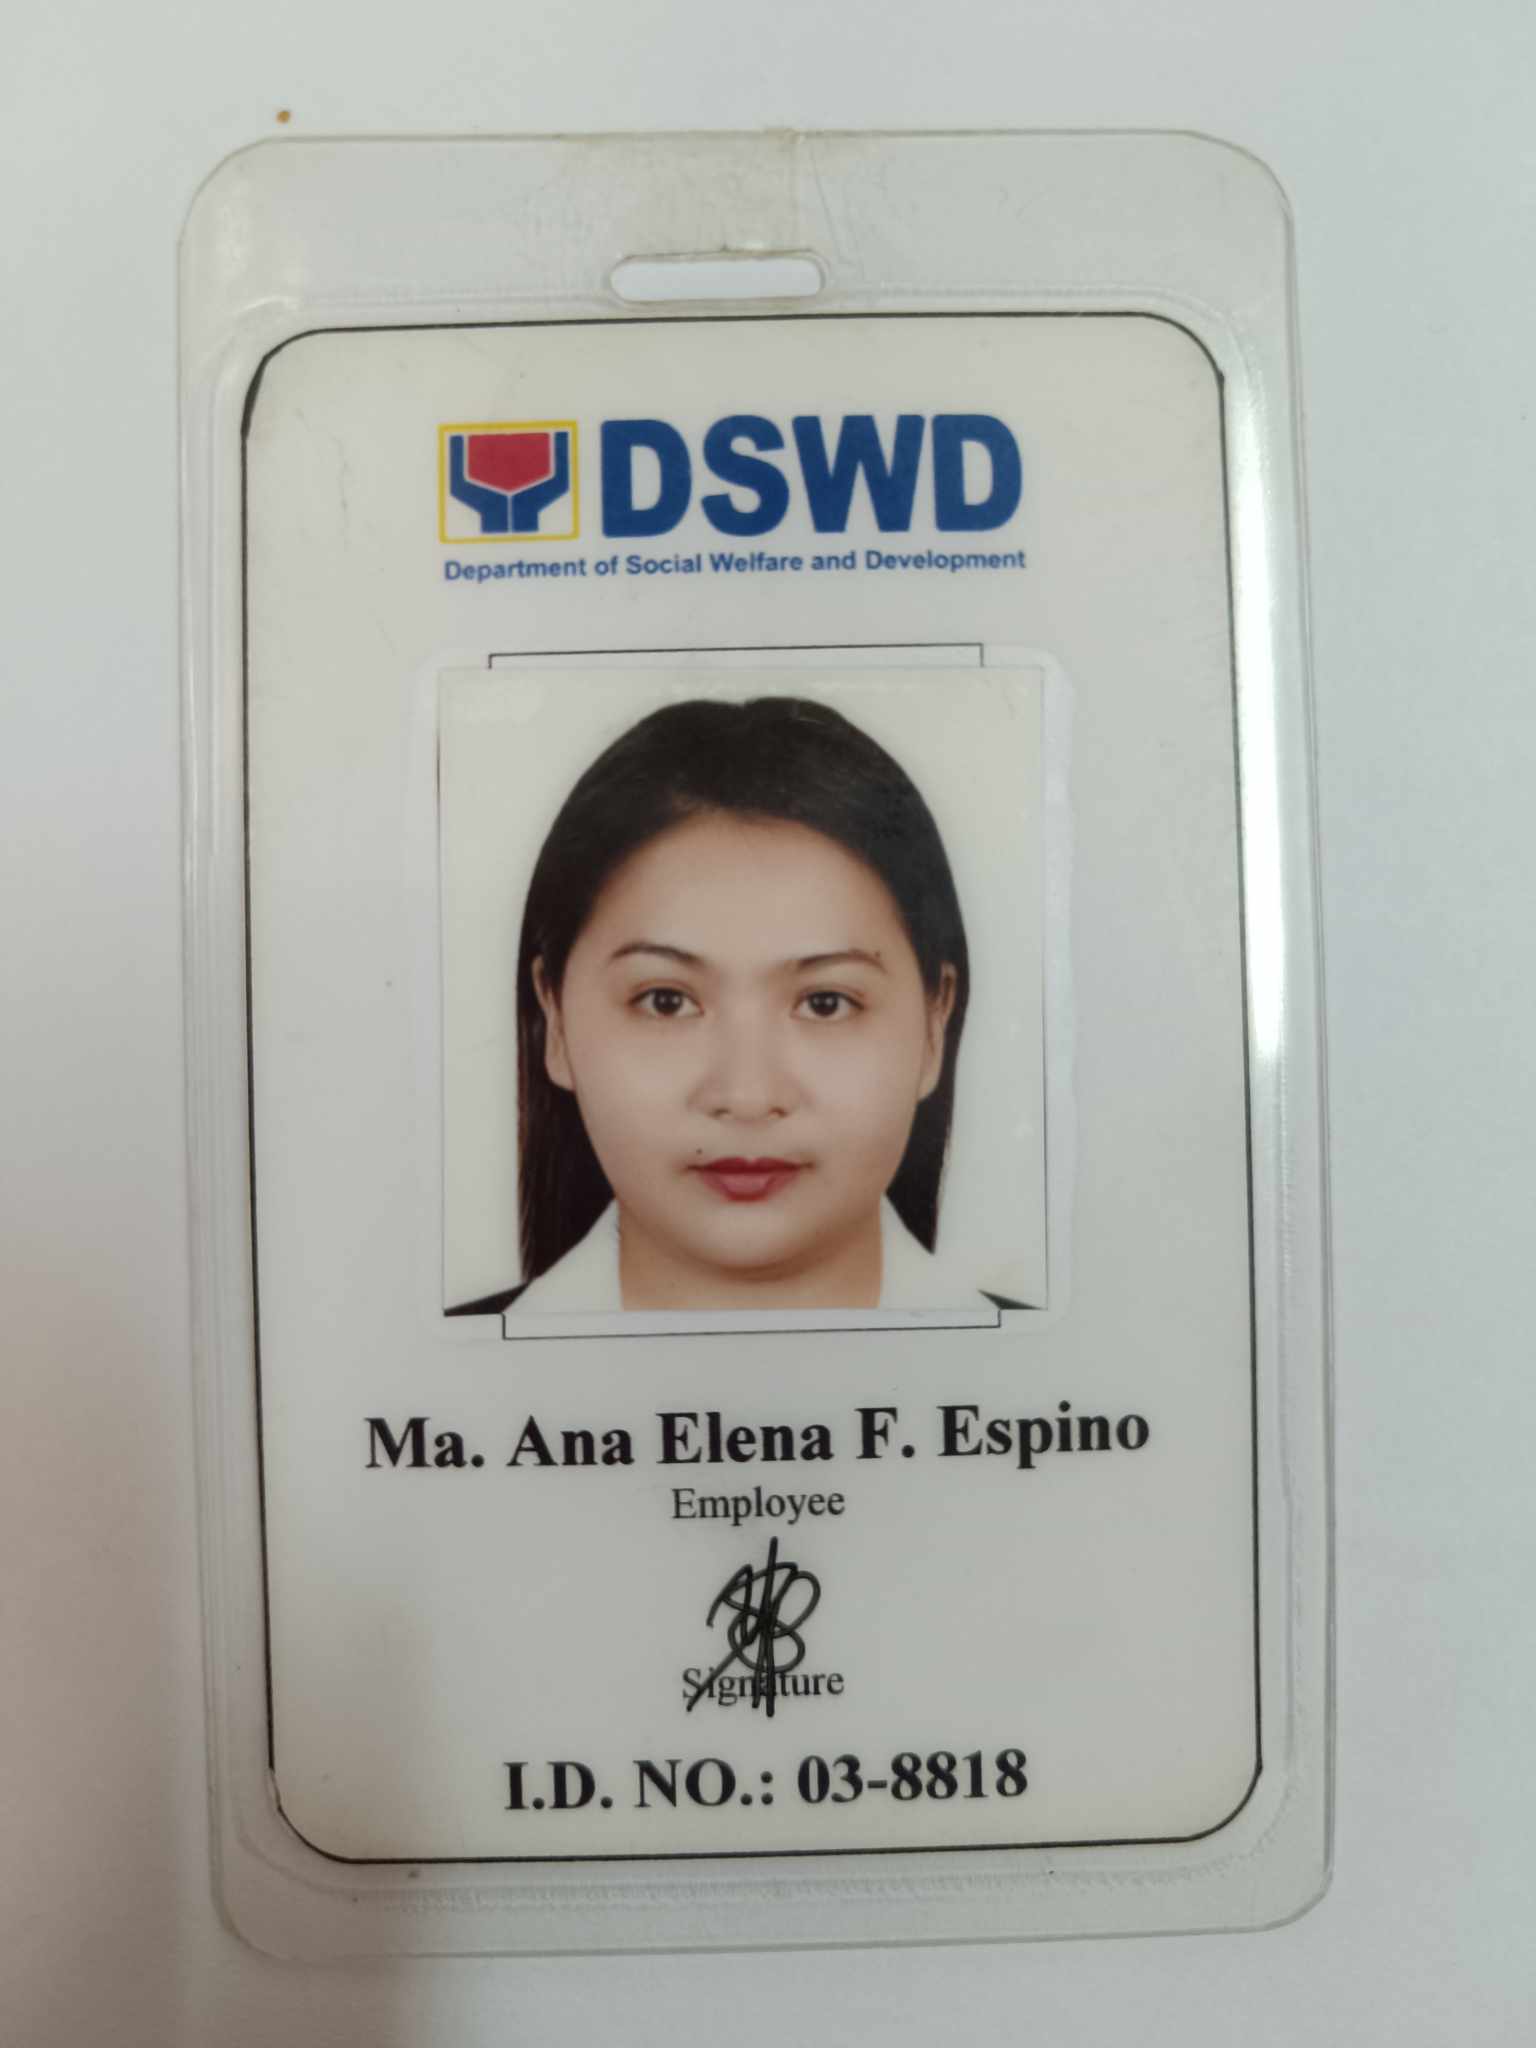 DSWD
Department of Social Welfare and Development
Ma. Ana Elena F. Espino
Employee
Signature
I.D. NO.: 03-8818